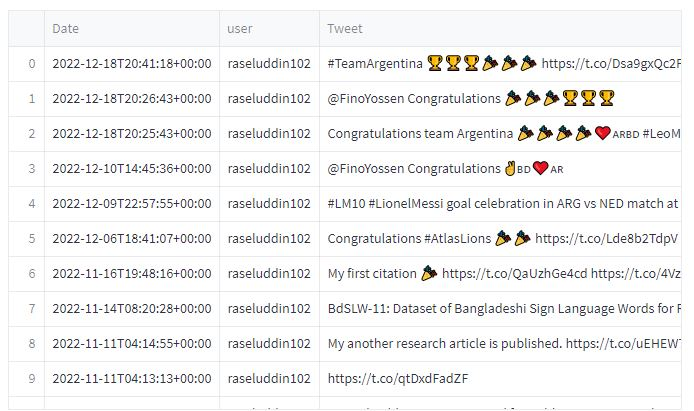 Date user Tweet
0 2022-12-18T20:41:18+00:00 raseluddin102 #TeamArgentina 🏆🏆🏆🎉🎉🎉 https://t.co/Dsa9gxQc2F
1 2022-12-18T20:26:43+00:00 raseluddin102 @FinoYossen Congratulations 🎉🎉🎉🏆🏆🏆
2 2022-12-18T20:25:43+00:00 raseluddin102 Congratulations team Argentina 🎉🎉🎉🎉❤️ARBD #LeoM
3 2022-12-10T14:45:36+00:00 raseluddin102 @FinoYossen Congratulations ✌️BD❤️AR
4 2022-12-09T22:57:55+00:00 raseluddin102 #LM10 #LionelMessi goal celebration in ARG vs NED match at
5 2022-12-06T18:41:07+00:00 raseluddin102 Congratulations #AtlasLions 🎉🎉 https://t.co/Lde8b2TdpV
6 2022-11-16T19:48:16+00:00 raseluddin102 My first citation 🎉 https://t.co/QaUzhGe4cd https://t.co/4Vz
7 2022-11-14T08:20:28+00:00 raseluddin102 BdSLW-11: Dataset of Bangladeshi Sign Language Words for
8 2022-11-11T04:14:55+00:00 raseluddin102 My another research article is published. https://t.co/uEHEW
9 2022-11-11T04:13:13+00:00 raseluddin102 https://t.co/qtDxdFadZF